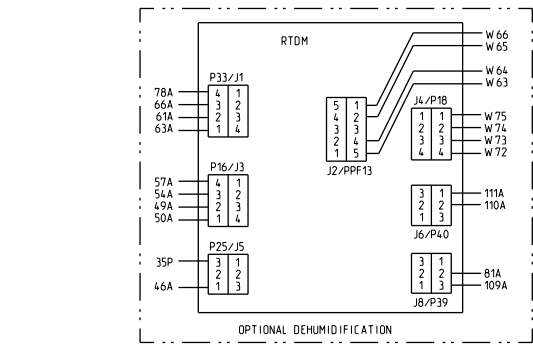 RTDM
W 66
W 65
W 64
W 63
P33/J1
78A 4 1
66A 3 2
61A 2 3
63A 1 4
5 1
4 2
3 3
2 4
1 5
J2/PPF13
J4/P18
1 1 W 75
2 2 W 74
3 3 W 73
4 4 W 72
P16/J3
57A 4 1
54A 3 2
49A 2 3
50A 1 4
3 1 111A
2 2 110A
1 3
J6/P40
P25/J5
35P 3 1
2 2
46A 1 3
3 1
2 2 81A
1 3 109A
J8/P39
OPTIONAL DEHUMIDIFICATION